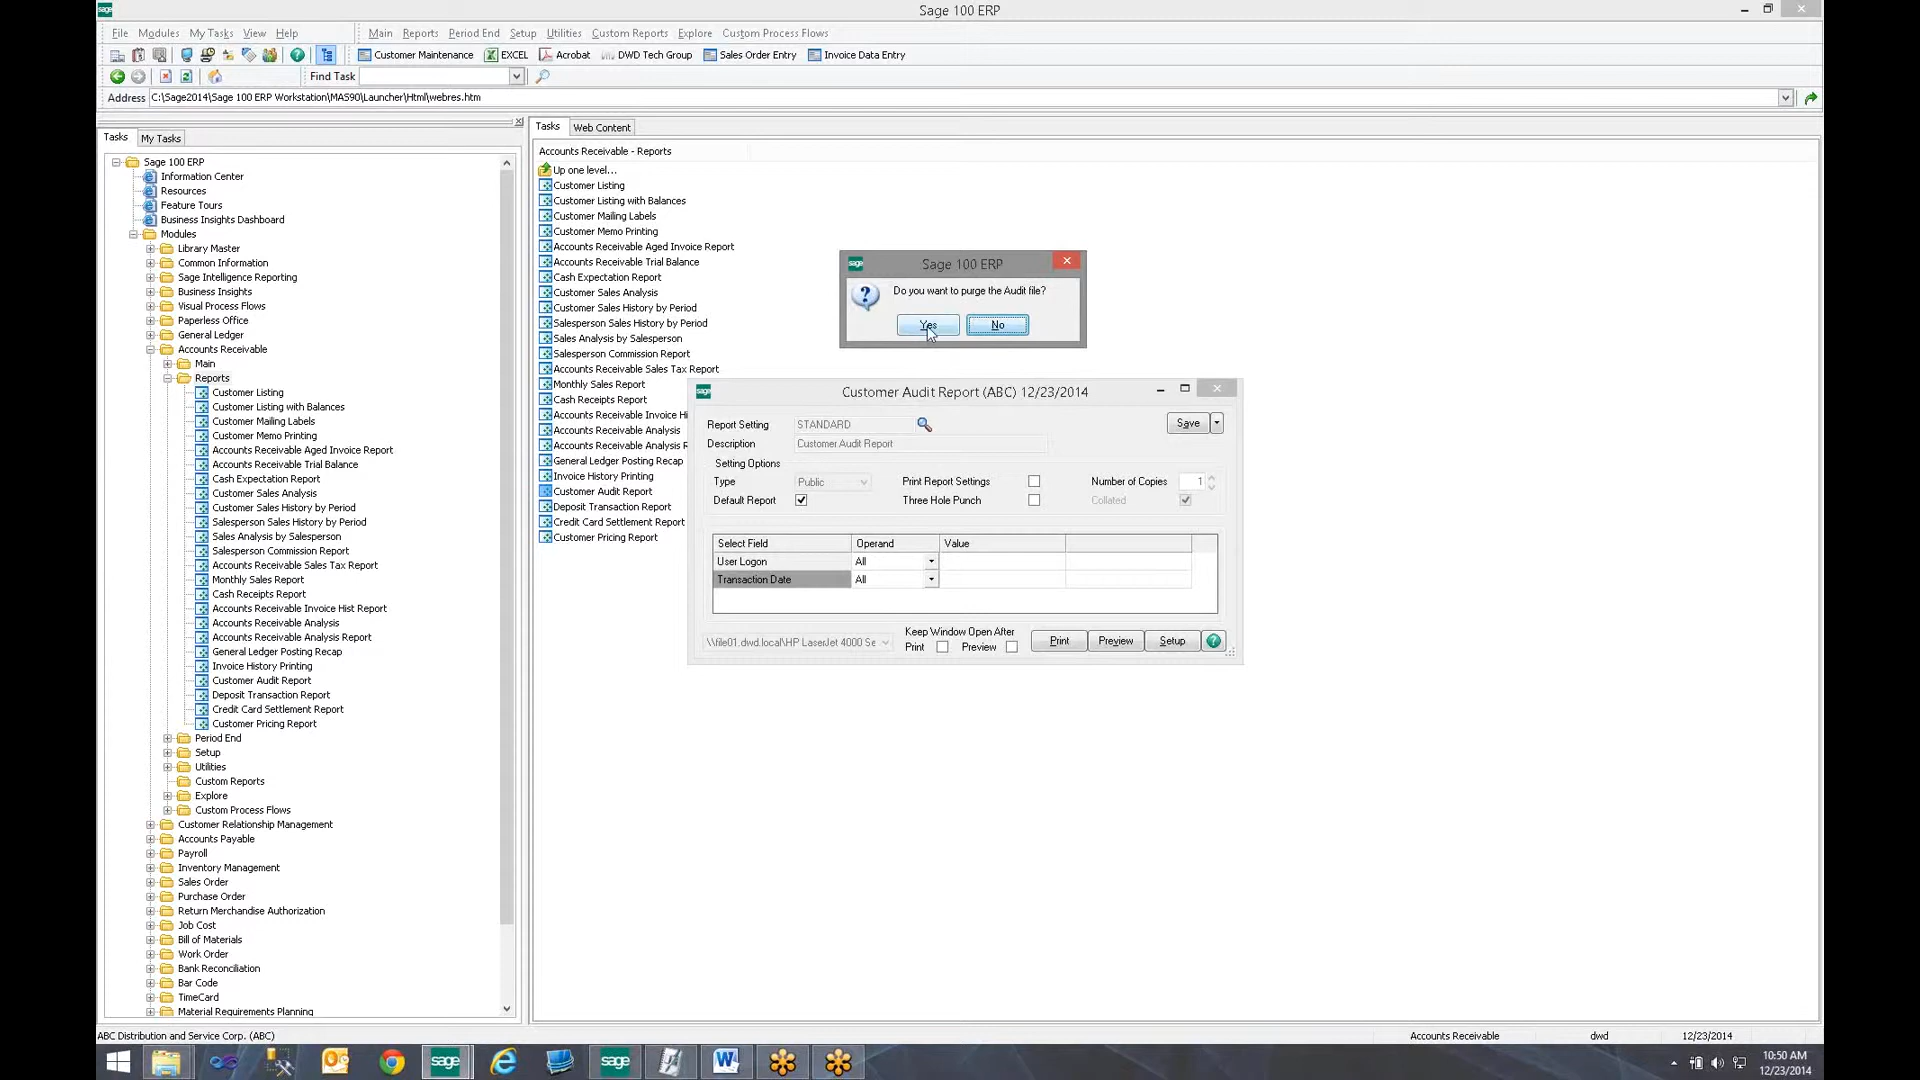 sage
Sage 100 ERP
File Modules My Tasks View Help Main Reports Period End Setup Utilities Custom Reports Explore Custom Process Flows
Customer Maintenance EXCEL Acrobat DWD Tech Group Sales Order Entry Invoice Data Entry
Find Task
Address C:\Sage2014\Sage 100 ERP Workstation\MAS90\Launcher\Html\webres.htm
Tasks My Tasks
Sage 100 ERP
Information Center
Resources
Feature Tours
Business Insights Dashboard
Modules
Library Master
Common Information
Sage Intelligence Reporting
Business Insights
Visual Process Flows
Paperless Office
General Ledger
Accounts Receivable
Main
Reports
Customer Listing
Customer Listing with Balances
Customer Mailing Labels
Customer Memo Printing
Accounts Receivable Aged Invoice Report
Accounts Receivable Trial Balance
Cash Expectation Report
Customer Sales Analysis
Customer Sales History by Period
Salesperson Sales History by Period
Sales Analysis by Salesperson
Salesperson Commission Report
Accounts Receivable Sales Tax Report
Monthly Sales Report
Cash Receipts Report
Accounts Receivable Invoice Hist Report
Accounts Receivable Analysis
Accounts Receivable Analysis Report
General Ledger Posting Recap
Invoice History Printing
Customer Audit Report
Deposit Transaction Report
Credit Card Settlement Report
Customer Pricing Report
Period End
Setup
Utilities
Custom Reports
Explore
Custom Process Flows
Customer Relationship Management
Accounts Payable
Payroll
Inventory Management
Sales Order
Purchase Order
Return Merchandise Authorization
Job Cost
Bill of Materials
Work Order
Bank Reconciliation
Bar Code
TimeCard
Material Requirements Planning
Tasks Web Content
Accounts Receivable - Reports
Up one level...
Customer Listing
Customer Listing with Balances
Customer Mailing Labels
Customer Memo Printing
Accounts Receivable Aged Invoice Report
Accounts Receivable Trial Balance
Cash Expectation Report
Customer Sales Analysis
Customer Sales History by Period
Salesperson Sales History by Period
Sales Analysis by Salesperson
Salesperson Commission Report
Accounts Receivable Sales Tax Report
Monthly Sales Report
Cash Receipts Report
Accounts Receivable Invoice Hi
Accounts Receivable Analysis
Accounts Receivable Analysis R
General Ledger Posting Recap
Invoice History Printing
Customer Audit Report
Deposit Transaction Report
Credit Card Settlement Report
Customer Pricing Report
sage Sage 100 ERP
Do you want to purge the Audit file?
Yes No
sage Customer Audit Report (ABC) 12/23/2014
Report Setting STANDARD Save
Description Customer Audit Report
Setting Options
Type Public Print Report Settings Number of Copies 1
Default Report Three Hole Punch Collated
Select Field Operand Value
User Logon All
Transaction Date All
\\file01.dwd.local\HP LaserJet 4000 Se
Keep Window Open After
Print Preview
Print Preview Setup
ABC Distribution and Service Corp. (ABC) Accounts Receivable dwd 12/23/2014
sage sage
10:50 AM
12/23/2014